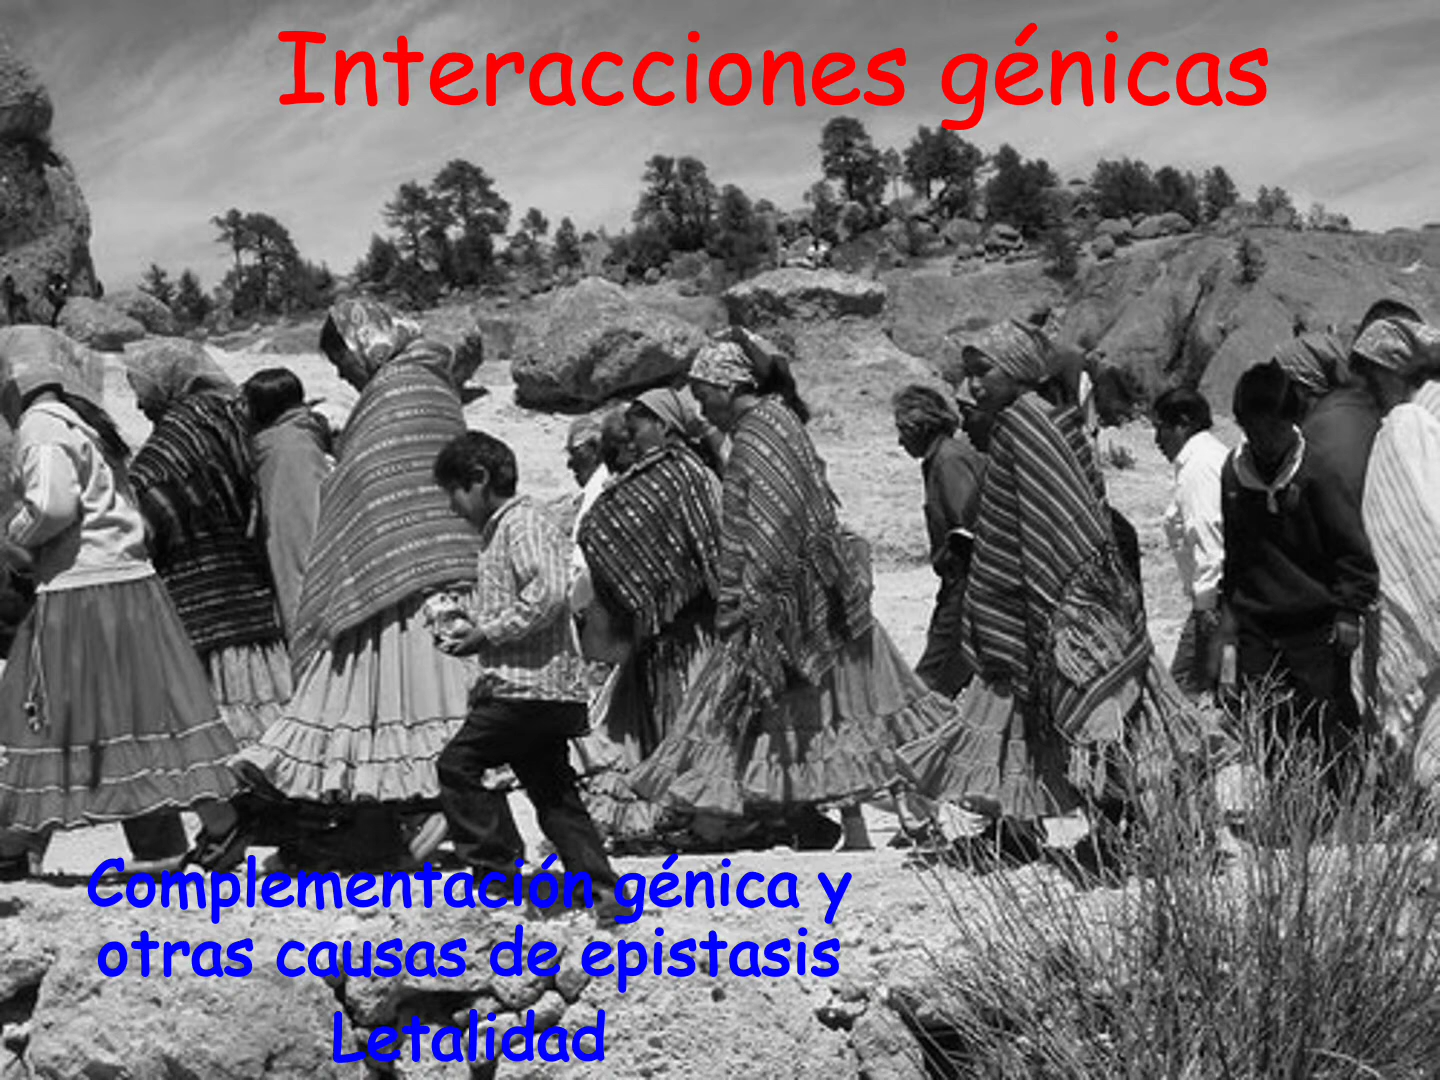 Interacciones génicas
Complementación génica y
otras causas de epistasis
Letalidad